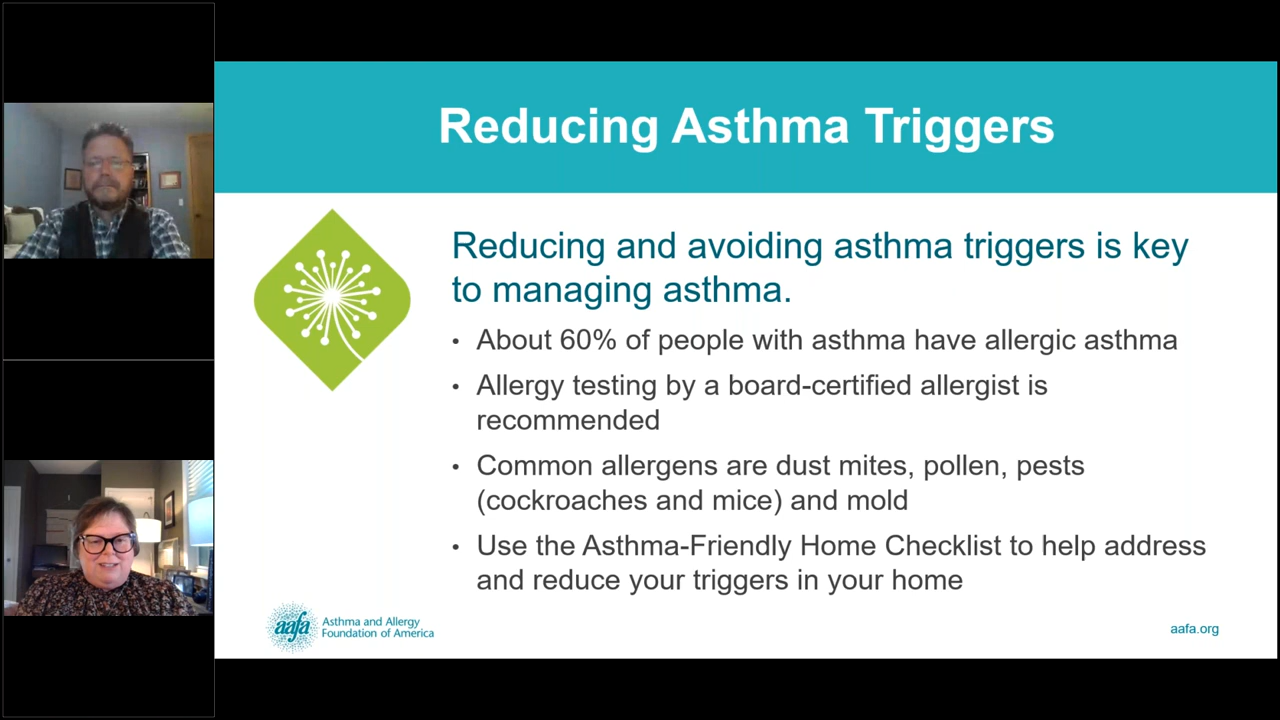 Reducing Asthma Triggers
Reducing and avoiding asthma triggers is key
to managing asthma.
• About 60% of people with asthma have allergic asthma
• Allergy testing by a board-certified allergist is
recommended
• Common allergens are dust mites, pollen, pests
(cockroaches and mice) and mold
• Use the Asthma-Friendly Home Checklist to help address
and reduce your triggers in your home
aafa
Asthma and Allergy
Foundation of America
aafa.org